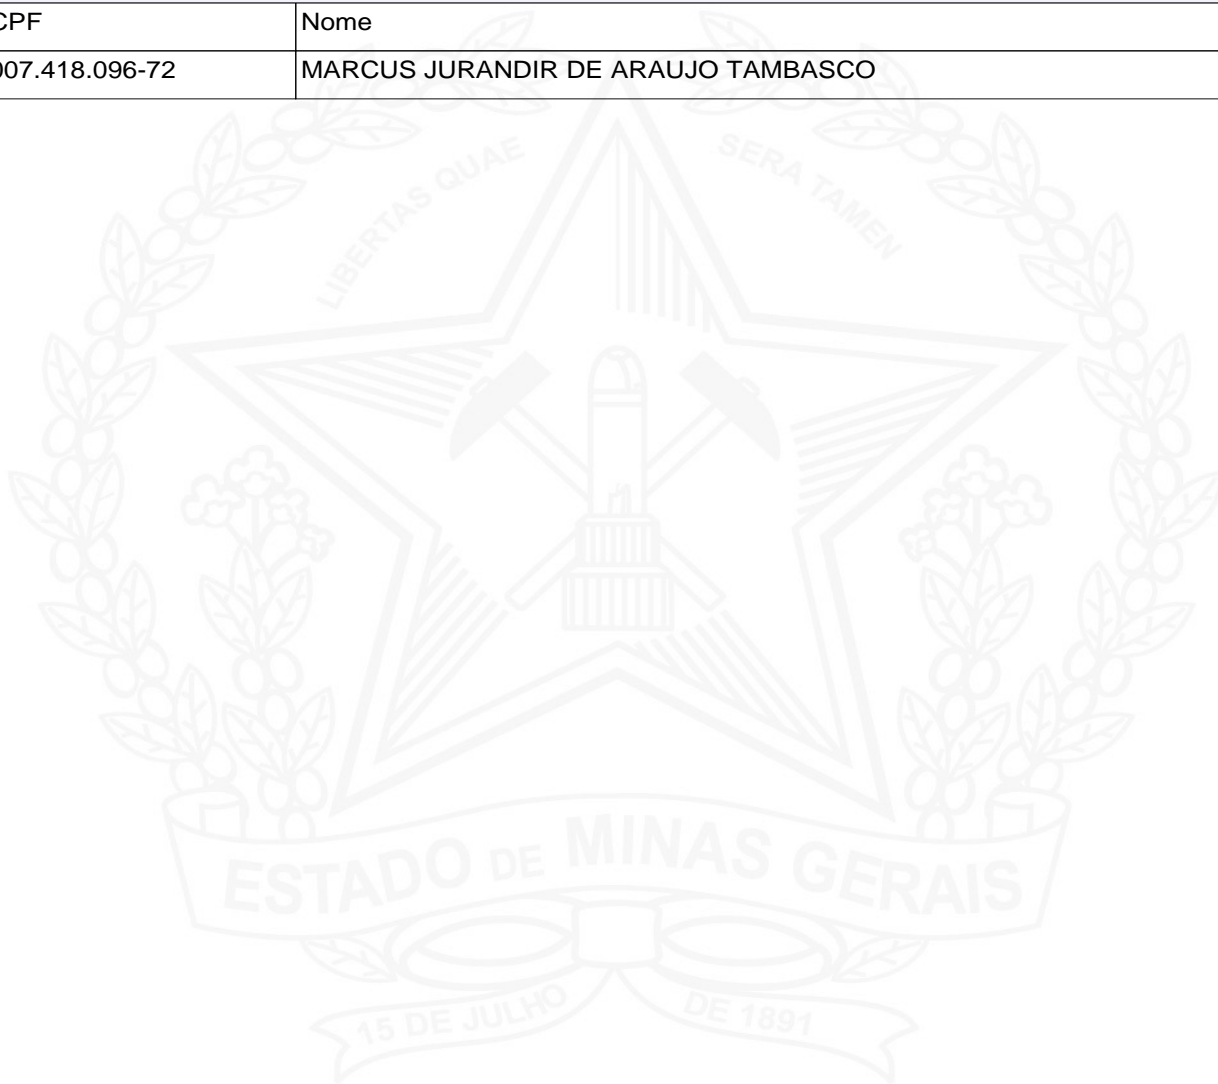 CPF Nome
007.418.096-72 MARCUS JURANDIR DE ARAUJO TAMBASCO
LIBERTAS QUAE SERA TAMEN
ESTADO DE MINAS GERAIS
15 DE JULHO DE 1891